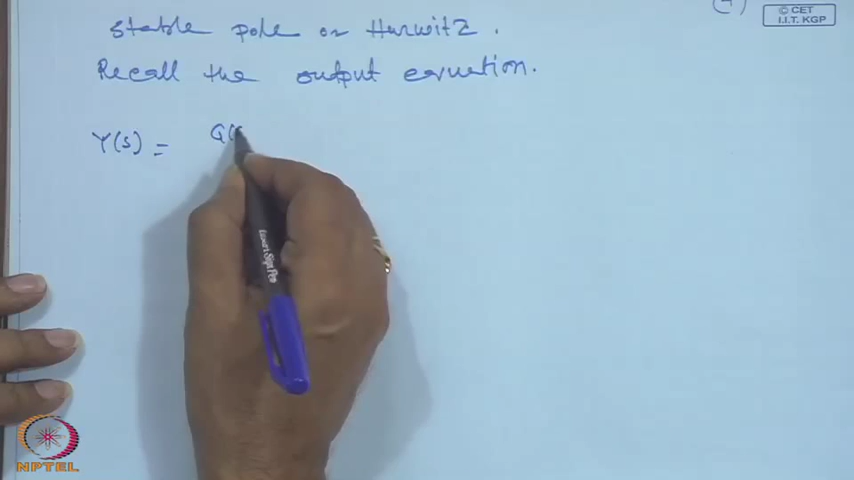 © CET
I.I.T. KGP
stable pole or Hurwitz.
Recall the output equation.
Y(s) = G(s
NPTEL